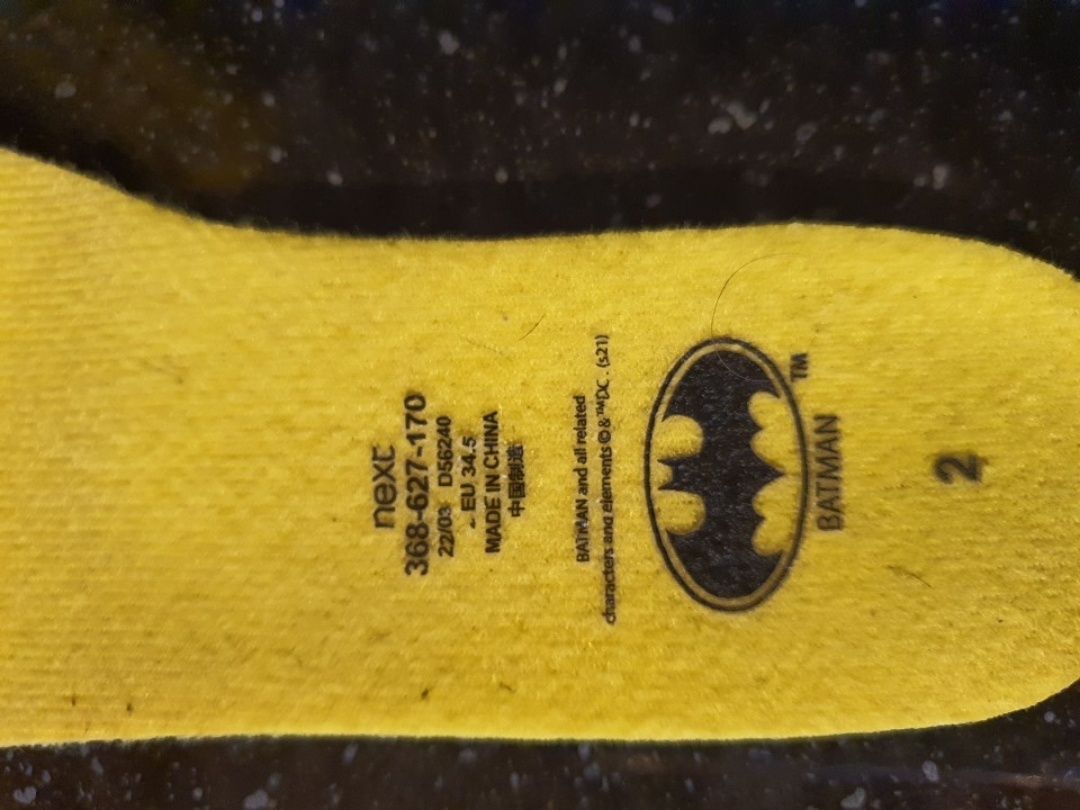 next
368-627-170
22/03 D56240
EU 34.5
MADE IN CHINA
中国制造
BATMAN and all related
characters and elements © & ™ DC. (s21)
TM
BATMAN
2